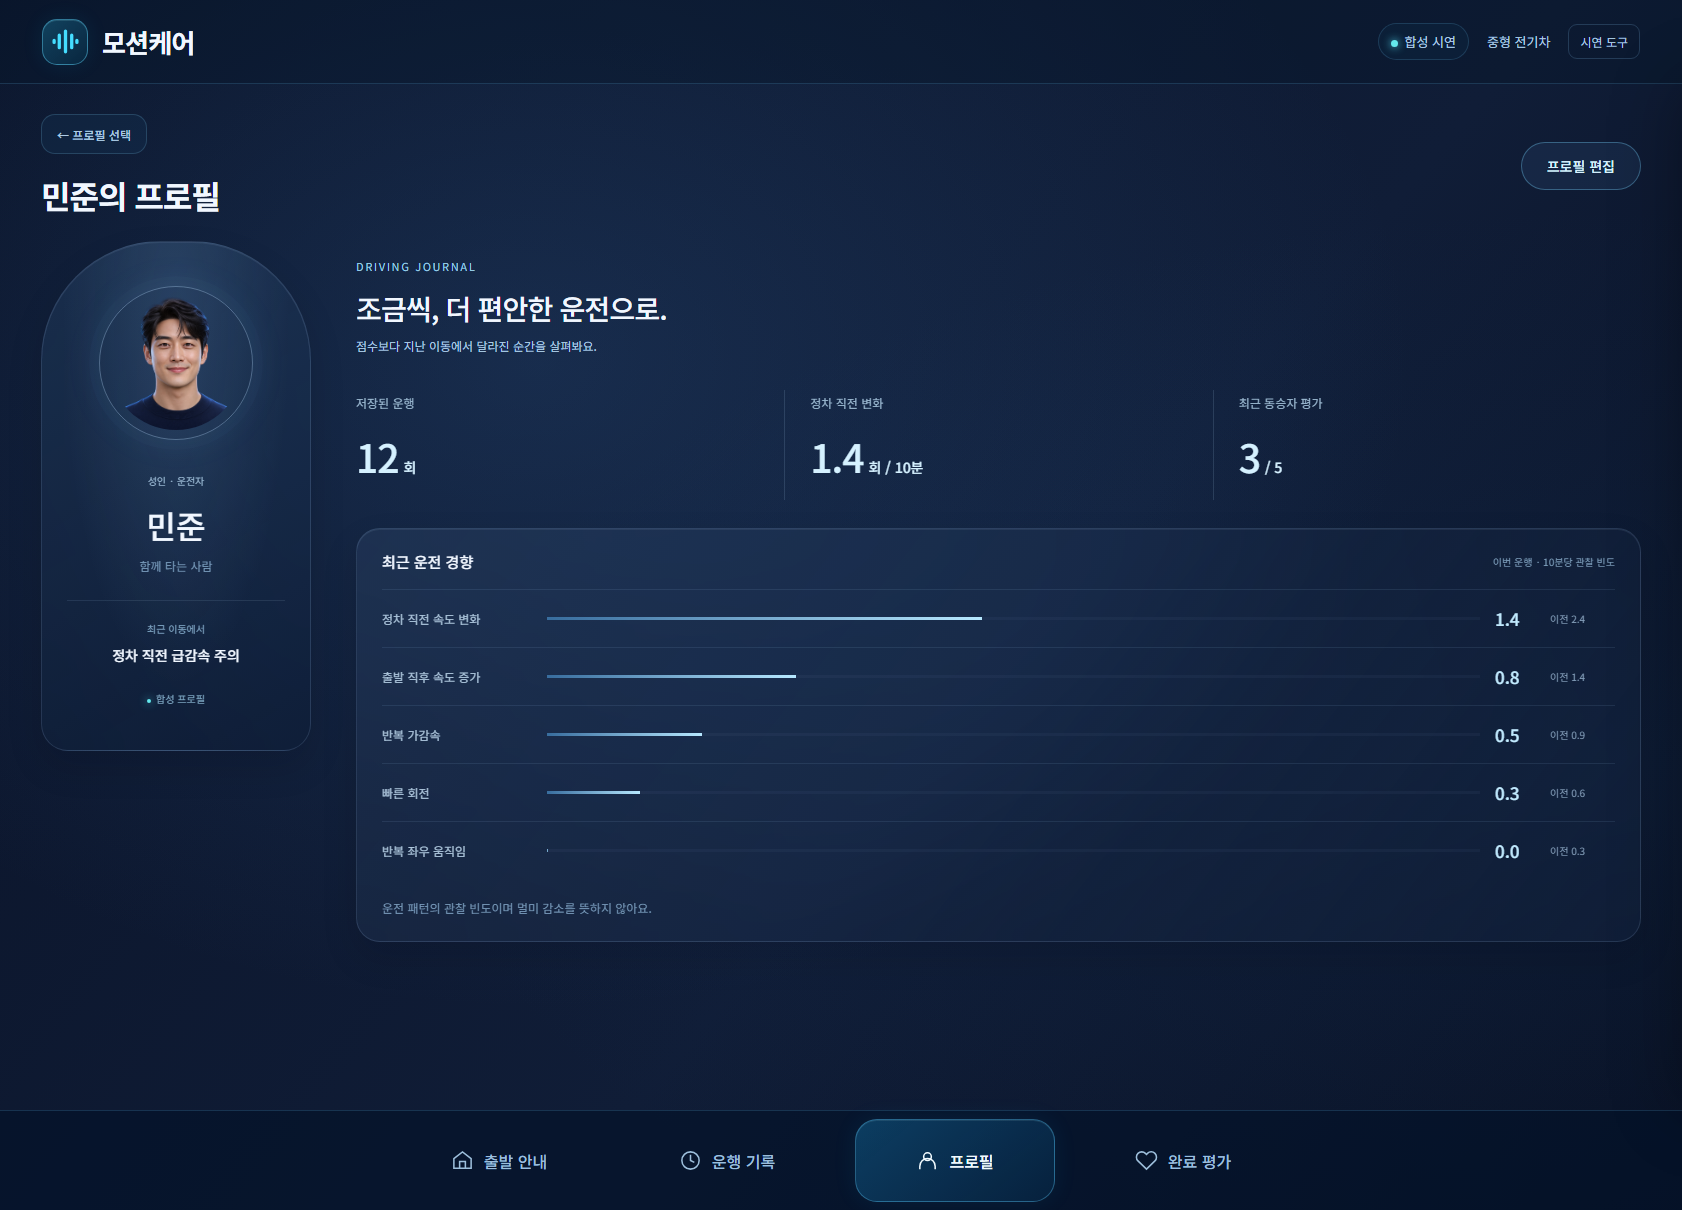 모션케어
합성 시연
중형 전기차
시연 도구
← 프로필 선택
민준의 프로필
프로필 편집
성인 · 운전자
민준
함께 타는 사람
최근 이동에서
정차 직전 급감속 주의
합성 프로필
DRIVING JOURNAL
조금씩, 더 편안한 운전으로.
점수보다 지난 이동에서 달라진 순간을 살펴봐요.
저장된 운행
12 회
정차 직전 변화
1.4 회 / 10분
최근 동승자 평가
3 / 5
최근 운전 경향
이번 운행 · 10분당 관찰 빈도
정차 직전 속도 변화 1.4 이전 2.4
출발 직후 속도 증가 0.8 이전 1.4
반복 가감속 0.5 이전 0.9
빠른 회전 0.3 이전 0.6
반복 좌우 움직임 0.0 이전 0.3
운전 패턴의 관찰 빈도이며 멀미 감소를 뜻하지 않아요.
출발 안내
운행 기록
프로필
완료 평가